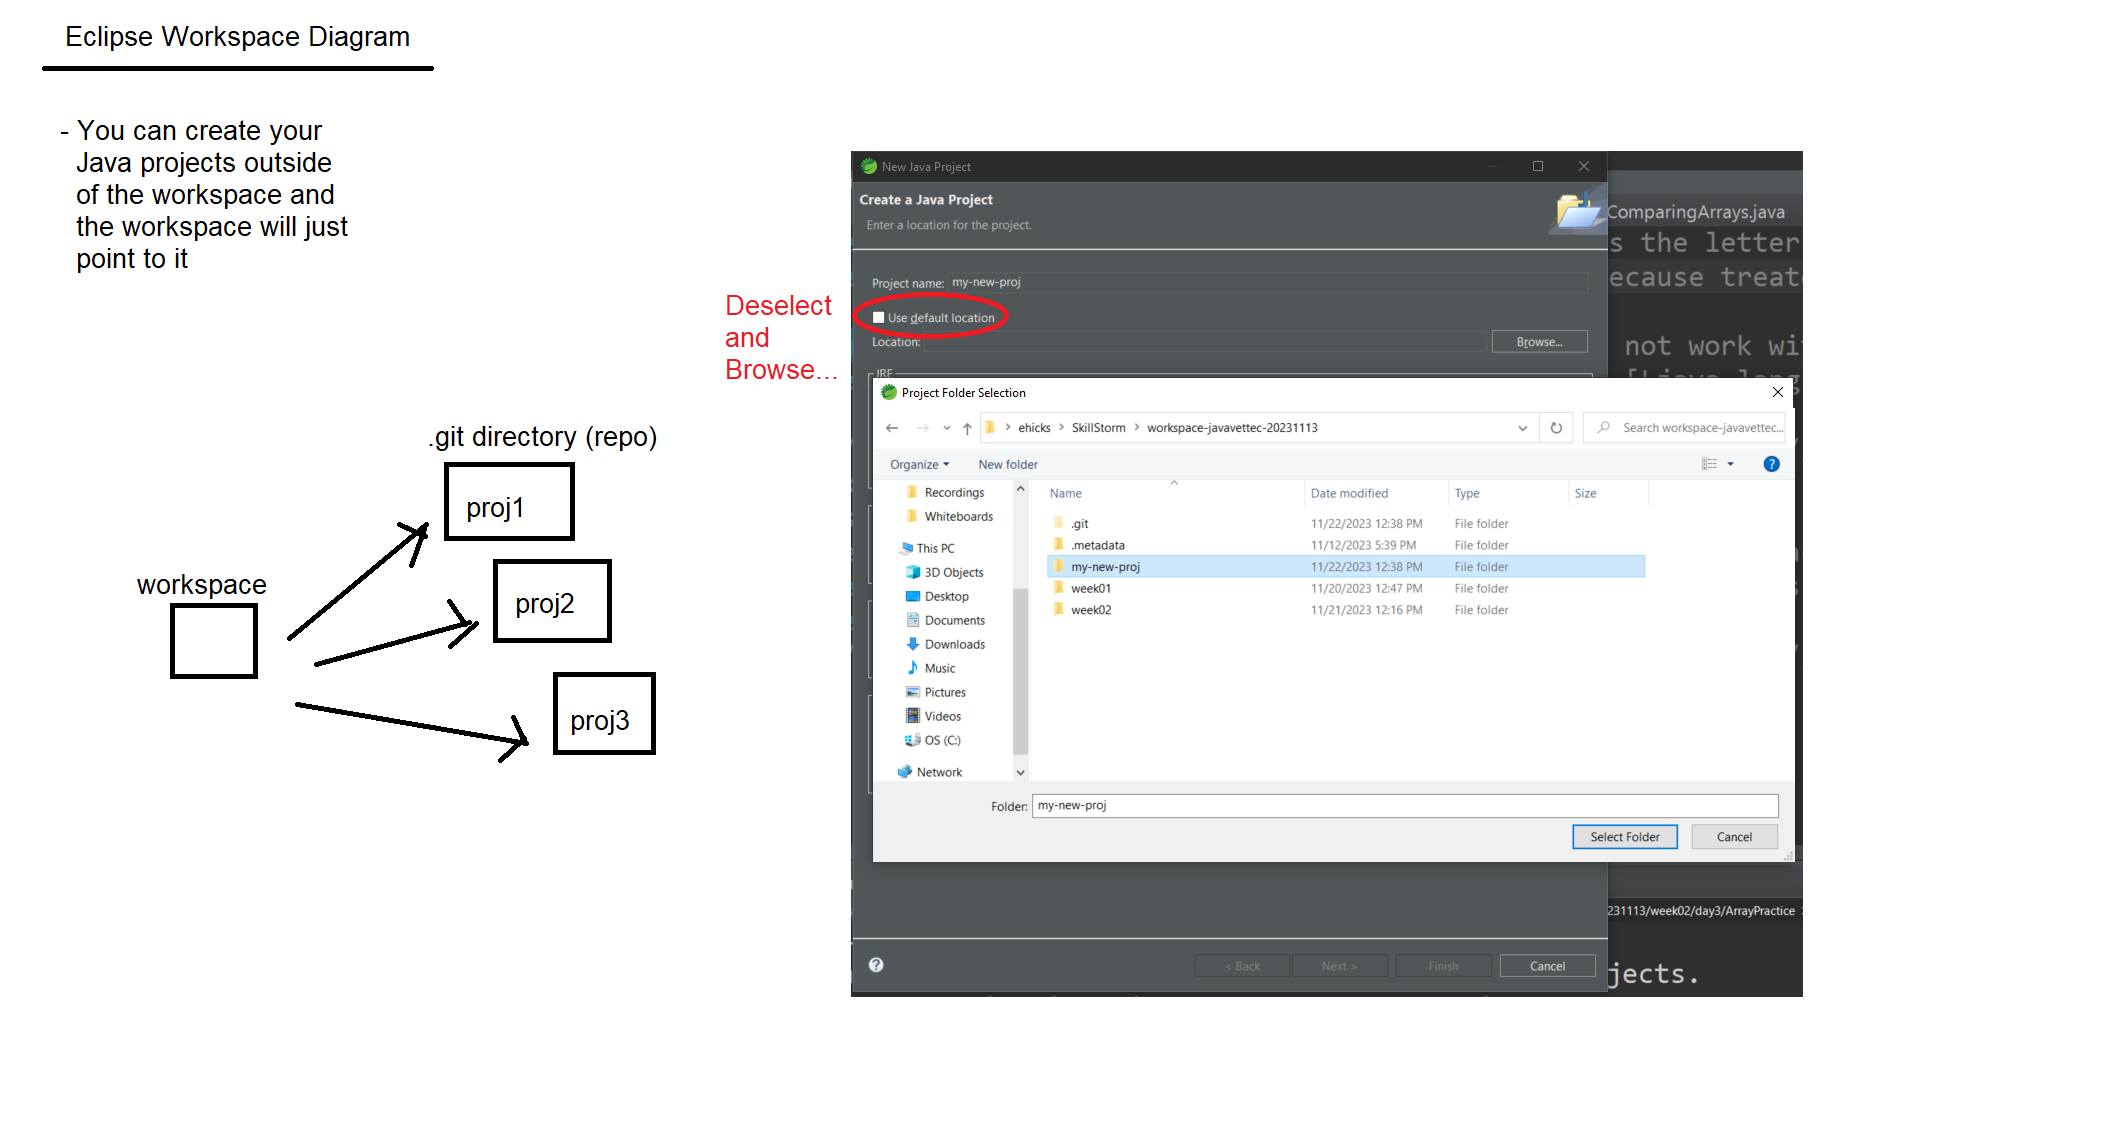 Eclipse Workspace Diagram
- You can create your
Java projects outside
of the workspace and
the workspace will just
point to it
.git directory (repo)
proj1
workspace
proj2
proj3
Deselect
and
Browse...
New Java Project
Create a Java Project
Enter a location for the project.
Project name: my-new-proj
Use default location
Location:
Browse...
JRE
ComparingArrays.java
s the letter
ecause treat
not work wi
Project Folder Selection
ehicks > SkillStorm > workspace-javavettec-20231113
Search workspace-javavettec...
Organize
New folder
Recordings
Whiteboards
This PC
3D Objects
Desktop
Documents
Downloads
Music
Pictures
Videos
OS (C:)
Network
Name Date modified Type Size
.git 11/22/2023 12:38 PM File folder
.metadata 11/12/2023 5:39 PM File folder
my-new-proj 11/22/2023 12:38 PM File folder
week01 11/20/2023 12:47 PM File folder
week02 11/21/2023 12:16 PM File folder
Folder: my-new-proj
Select Folder
Cancel
231113/week02/day3/ArrayPractice
< Back
Next >
Finish
Cancel
jects.